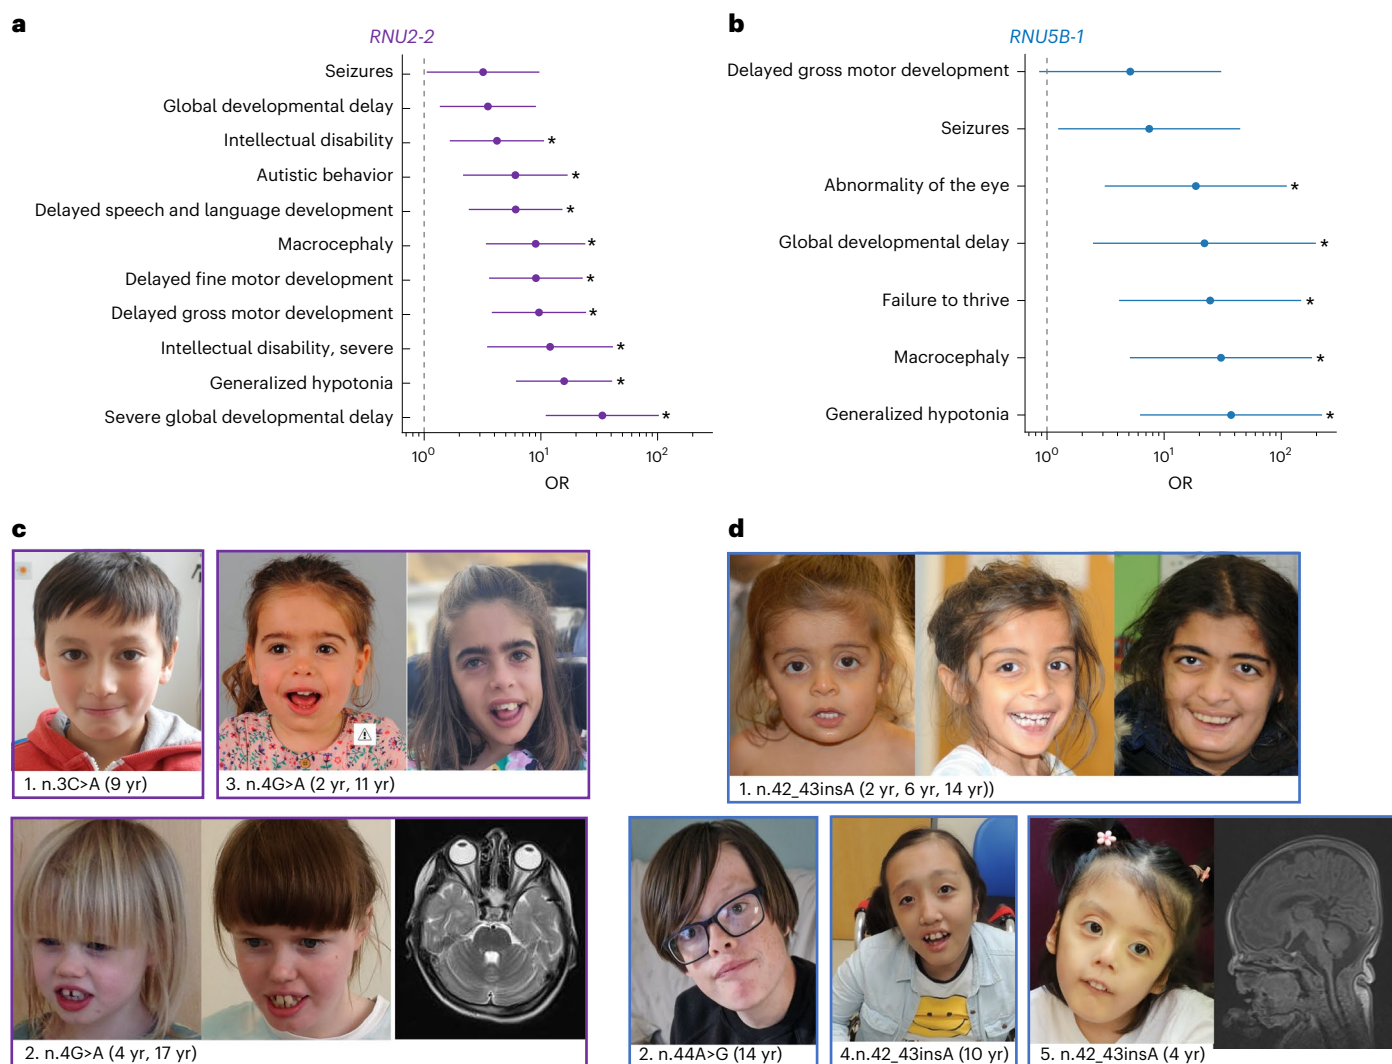 a
RNU2-2
Seizures
Global developmental delay
Intellectual disability
*
Autistic behavior
*
Delayed speech and language development
*
Macrocephaly
*
Delayed fine motor development
*
Delayed gross motor development
*
Intellectual disability, severe
*
Generalized hypotonia
*
Severe global developmental delay
*
10⁰ 10¹ 10²
OR
b
RNU5B-1
Delayed gross motor development
Seizures
Abnormality of the eye
*
Global developmental delay
*
Failure to thrive
*
Macrocephaly
*
Generalized hypotonia
*
10⁰ 10¹ 10²
OR
c
1. n.3C>A (9 yr)
3. n.4G>A (2 yr, 11 yr)
2. n.4G>A (4 yr, 17 yr)
d
1. n.42_43insA (2 yr, 6 yr, 14 yr))
2. n.44A>G (14 yr)
4.n.42_43insA (10 yr)
5. n.42_43insA (4 yr)